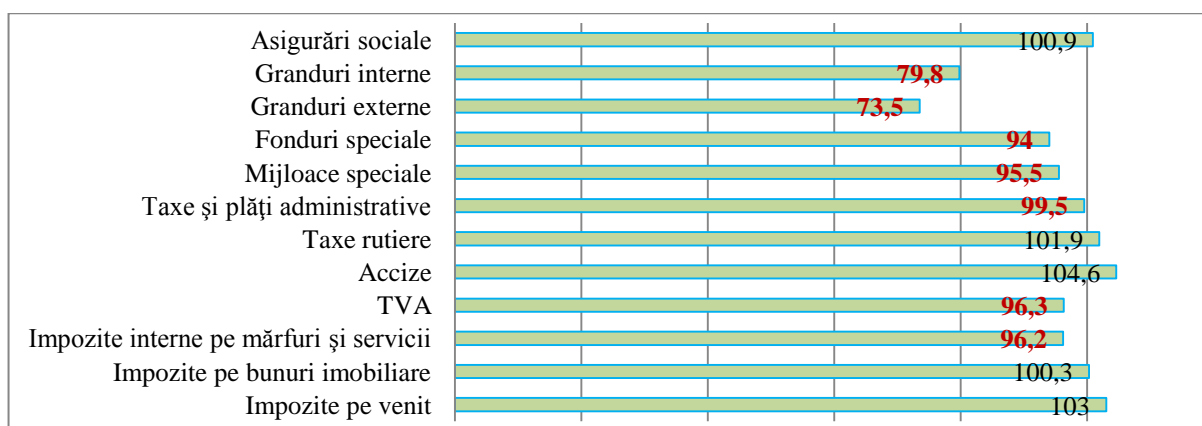 Asigurări sociale 100,9
Granduri interne 79,8
Granduri externe 73,5
Fonduri speciale 94
Mijloace speciale 95,5
Taxe şi plăţi administrative 99,5
Taxe rutiere 101,9
Accize 104,6
TVA 96,3
Impozite interne pe mărfuri şi servicii 96,2
Impozite pe bunuri imobiliare 100,3
Impozite pe venit 103